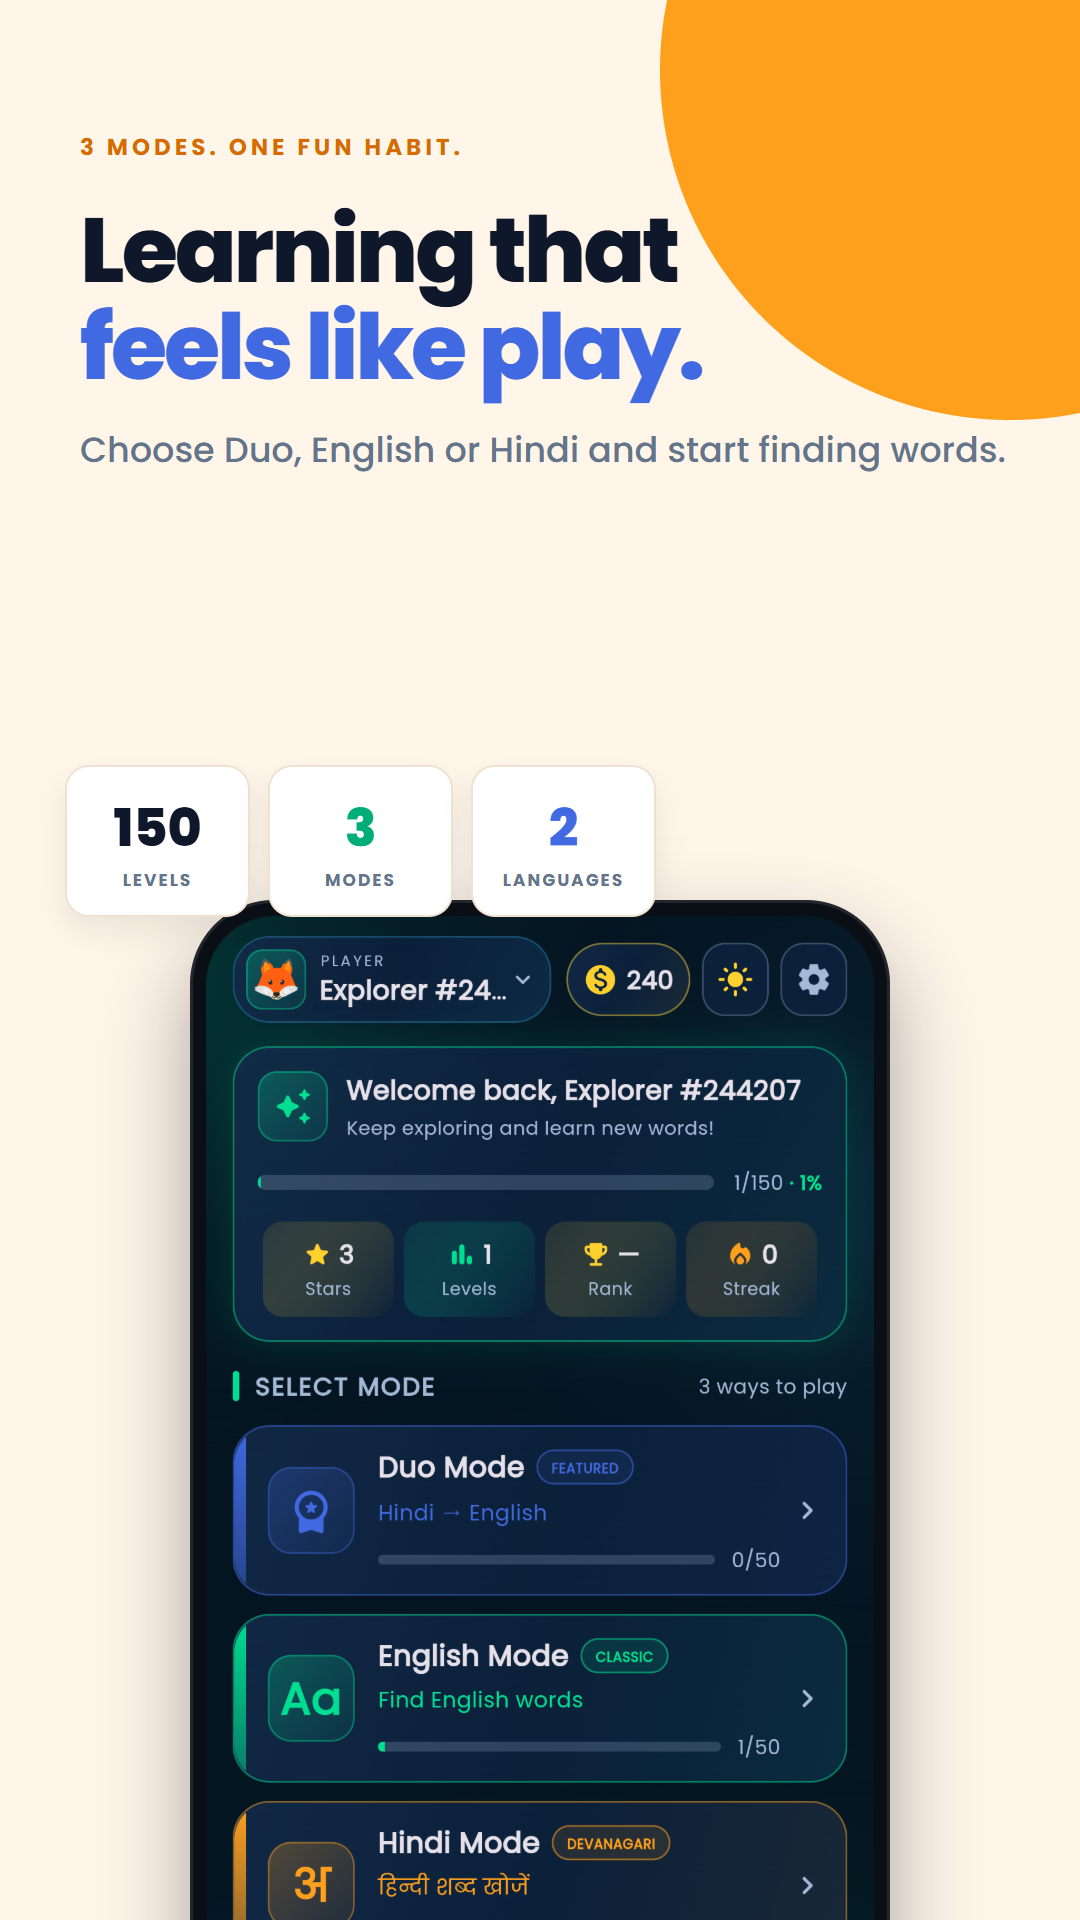 3 MODES. ONE FUN HABIT.
Learning that
feels like play.
Choose Duo, English or Hindi and start finding words.
150
LEVELS
3
MODES
2
LANGUAGES
PLAYER
Explorer #24...
240
Welcome back, Explorer #244207
Keep exploring and learn new words!
1/150 · 1%
3
Stars
1
Levels
—
Rank
0
Streak
SELECT MODE
3 ways to play
Duo Mode
FEATURED
Hindi → English
0/50
Aa
English Mode
CLASSIC
Find English words
1/50
अ
Hindi Mode
DEVANAGARI
हिन्दी शब्द खोजें